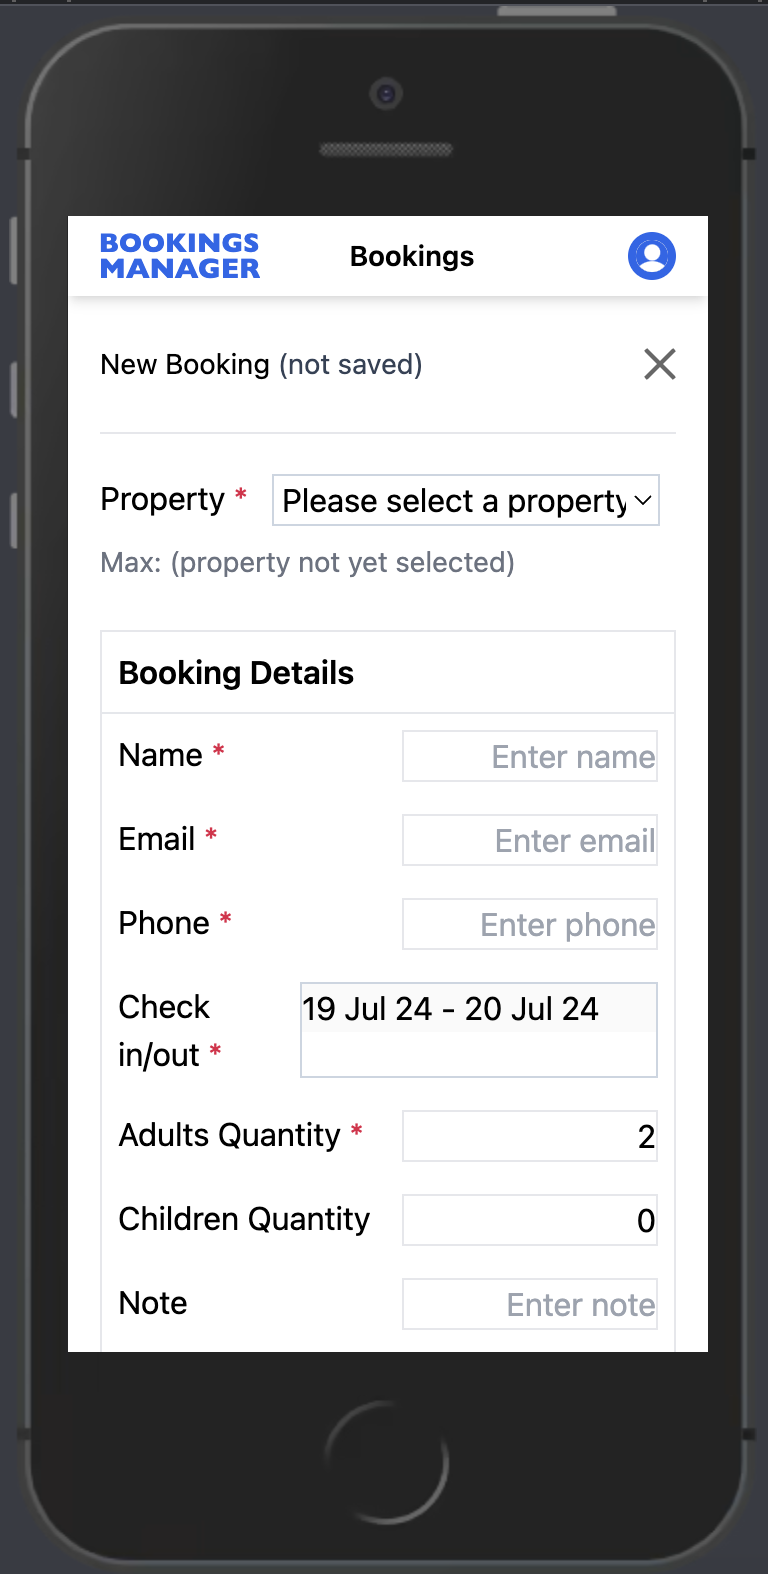 BOOKINGS
MANAGER
Bookings
New Booking (not saved)
Property * Please select a property
Max: (property not yet selected)
Booking Details
Name * Enter name
Email * Enter email
Phone * Enter phone
Check
in/out *
19 Jul 24 - 20 Jul 24
Adults Quantity * 2
Children Quantity 0
Note Enter note